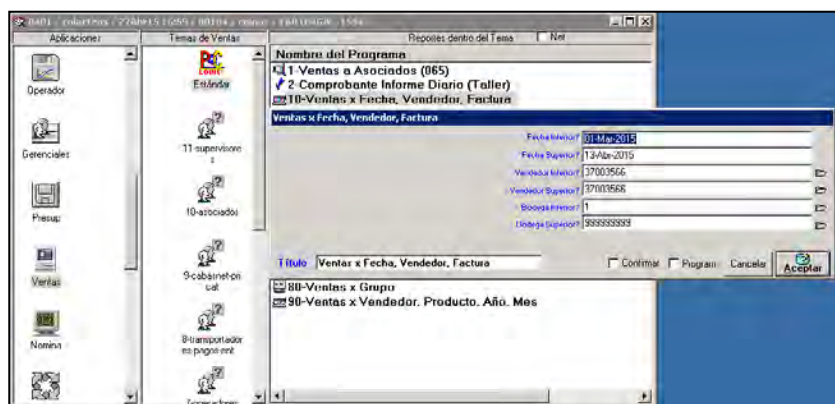 Aplicaciones
Temas de Ventas
Reportes dentro del Tema
Net
Operador
Gerenciales
Presup
Ventas
Nomina
Estándar
11-supervisore
s
10-asociados
9-cabarnet-pri
cat
8-transportador
es-pagos-ent
Nombre del Programa
1-Ventas a Asociados (065)
2-Comprobante Informe Diario (Taller)
10-Ventas x Fecha, Vendedor, Factura
Ventas x Fecha, Vendedor, Factura
Fecha Inferior? 01-Mar-2015
Fecha Superior? 13-Abr-2015
Vendedor Inferior? 37003566
Vendedor Superior? 37003566
Bodega Inferior? 1
Bodega Superior? 999999999
Título Ventas x Fecha, Vendedor, Factura
Confirmar
Program
Cancelar
Aceptar
80-Ventas x Grupo
90-Ventas x Vendedor. Producto. Año. Mes